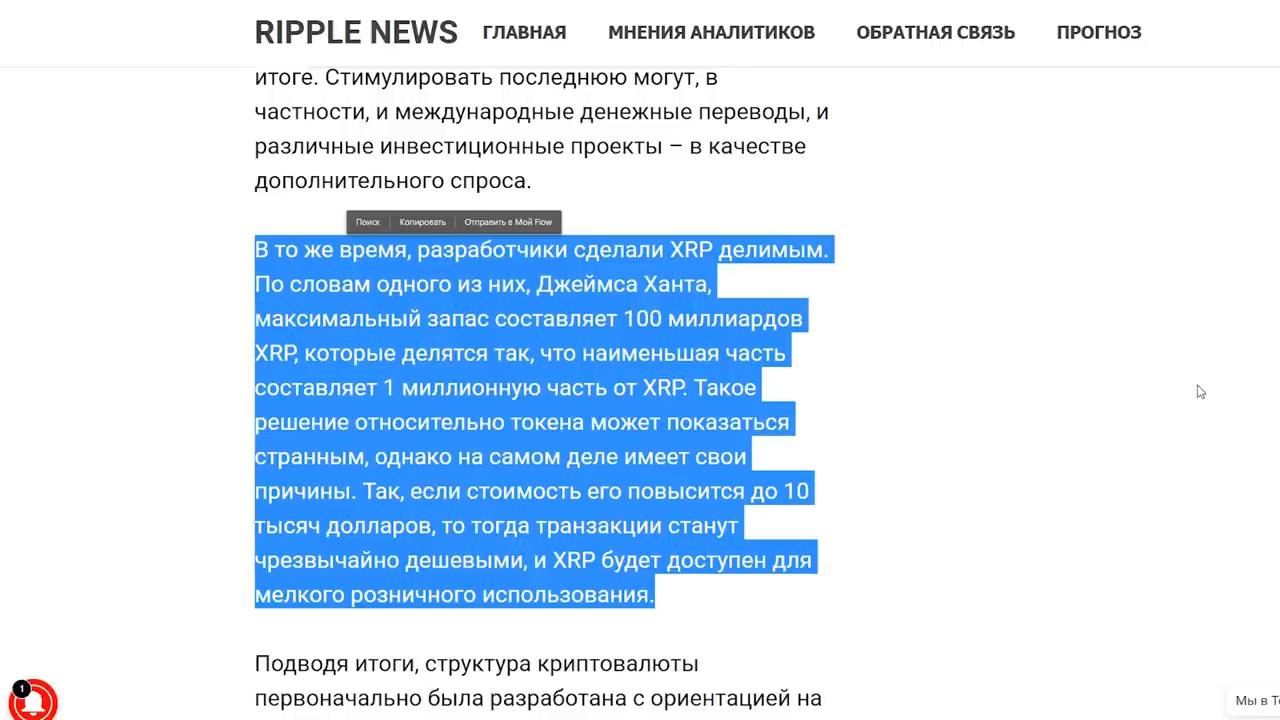 RIPPLE NEWS ГЛАВНАЯ МНЕНИЯ АНАЛИТИКОВ ОБРАТНАЯ СВЯЗЬ ПРОГНОЗ
итоге. Стимулировать последнюю могут, в
частности, и международные денежные переводы, и
различные инвестиционные проекты – в качестве
дополнительного спроса.
Поиск Копировать Отправить в Мой Flow
В то же время, разработчики сделали XRP делимым.
По словам одного из них, Джеймса Ханта,
максимальный запас составляет 100 миллиардов
XRP, которые делятся так, что наименьшая часть
составляет 1 миллионную часть от XRP. Такое
решение относительно токена может показаться
странным, однако на самом деле имеет свои
причины. Так, если стоимость его повысится до 10
тысяч долларов, то тогда транзакции станут
чрезвычайно дешевыми, и XRP будет доступен для
мелкого розничного использования.
Подводя итоги, структура криптовалюты
первоначально была разработана с ориентацией на
1
Мы в